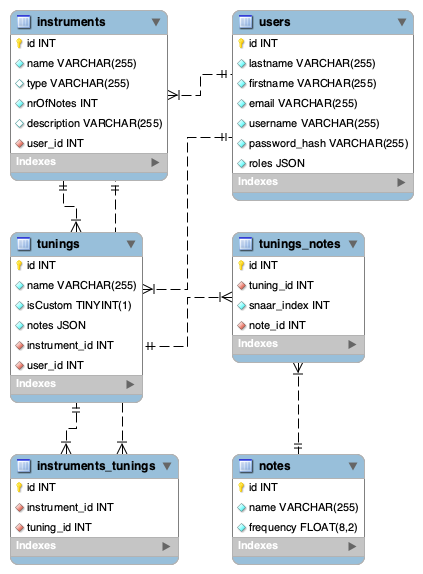 instruments
id INT
name VARCHAR(255)
type VARCHAR(255)
nrOfNotes INT
description VARCHAR(255)
user_id INT
Indexes
users
id INT
lastname VARCHAR(255)
firstname VARCHAR(255)
email VARCHAR(255)
username VARCHAR(255)
password_hash VARCHAR(255)
roles JSON
Indexes
tunings
id INT
name VARCHAR(255)
isCustom TINYINT(1)
notes JSON
instrument_id INT
user_id INT
Indexes
tunings_notes
id INT
tuning_id INT
snaar_index INT
note_id INT
Indexes
instruments_tunings
id INT
instrument_id INT
tuning_id INT
Indexes
notes
id INT
name VARCHAR(255)
frequency FLOAT(8,2)
Indexes